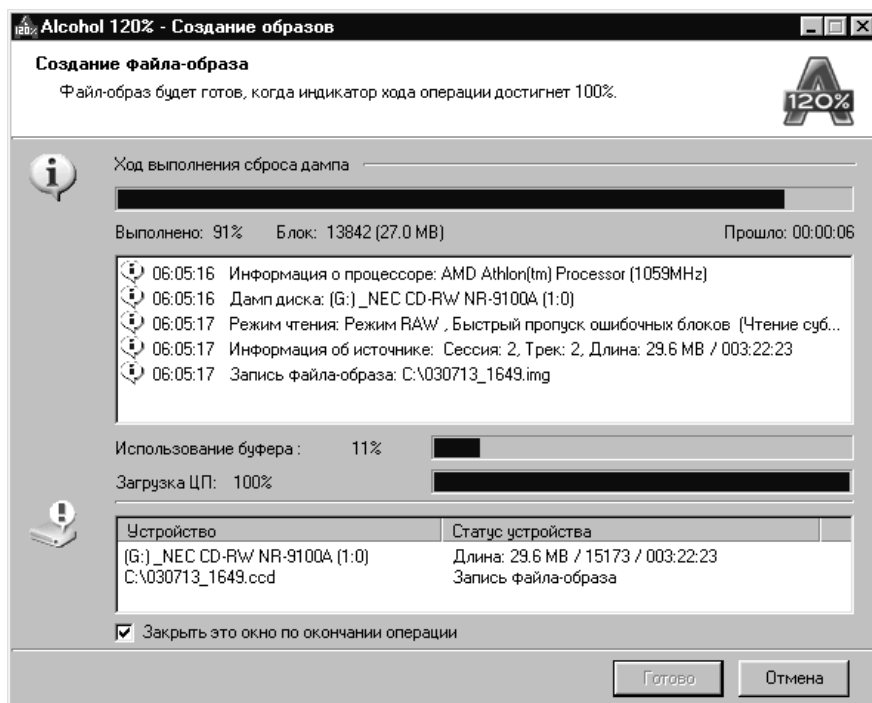 Alcohol 120% - Создание образов
Создание файла-образа
Файл-образ будет готов, когда индикатор хода операции достигнет 100%.
120%
Ход выполнения сброса дампа
Выполнено: 91% Блок: 13842 (27.0 MB) Прошло: 00:00:06
06:05:16 Информация о процессоре: AMD Athlon(tm) Processor (1059MHz)
06:05:16 Дамп диска: (G:) _NEC CD-RW NR-9100A (1:0)
06:05:17 Режим чтения: Режим RAW , Быстрый пропуск ошибочных блоков (Чтение суб...
06:05:17 Информация об источнике: Сессия: 2, Трек: 2, Длина: 29.6 MB / 003:22:23
06:05:17 Запись файла-образа: C:\030713_1649.img
Использование буфера : 11%
Загрузка ЦП: 100%
Устройство Статус устройства
(G:) _NEC CD-RW NR-9100A (1:0) Длина: 29.6 MB / 15173 / 003:22:23
C:\030713_1649.ccd Запись файла-образа
Закрыть это окно по окончании операции
Готово Отмена